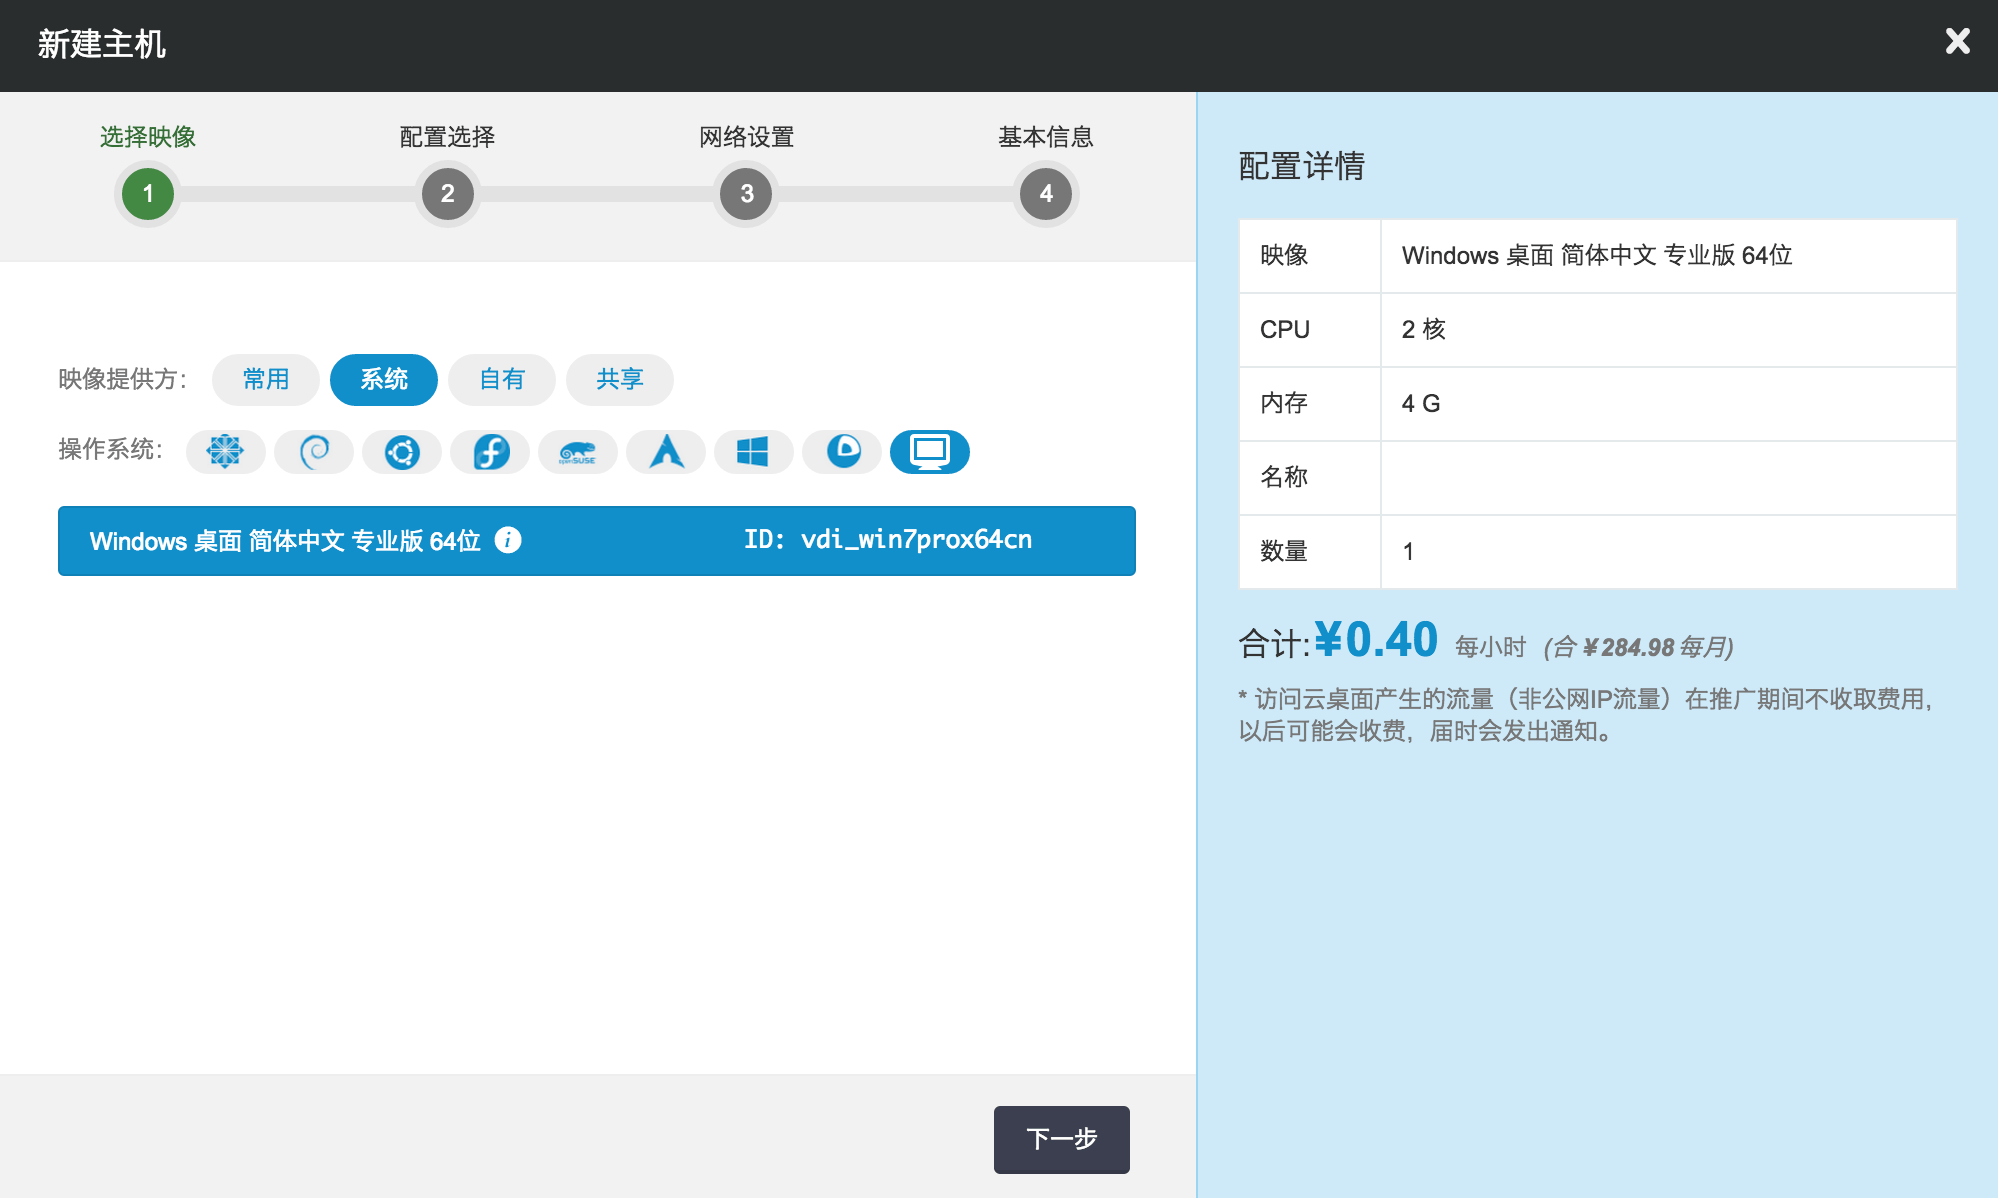 新建主机
选择映像
配置选择
网络设置
基本信息
1
2
3
4
映像提供方：
常用
系统
自有
共享
操作系统：
openSUSE
Windows 桌面 简体中文 专业版 64位
ID: vdi_win7prox64cn
下一步
配置详情
映像
Windows 桌面 简体中文 专业版 64位
CPU
2 核
内存
4 G
名称
数量
1
合计:¥0.40 每小时 (合 ¥284.98 每月)
* 访问云桌面产生的流量（非公网IP流量）在推广期间不收取费用，
以后可能会收费，届时会发出通知。